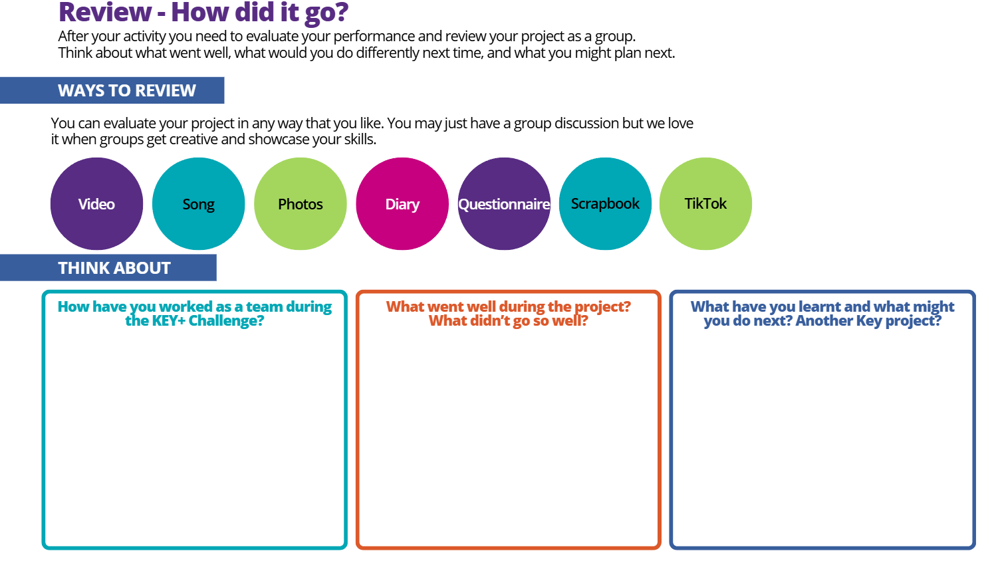 Review - How did it go?
After your activity you need to evaluate your performance and review your project as a group.
Think about what went well, what would you do differently next time, and what you might plan next.
WAYS TO REVIEW
You can evaluate your project in any way that you like. You may just have a group discussion but we love
it when groups get creative and showcase your skills.
Video
Song
Photos
Diary
Questionnaire
Scrapbook
TikTok
THINK ABOUT
How have you worked as a team during
the KEY+ Challenge?
What went well during the project?
What didn’t go so well?
What have you learnt and what might
you do next? Another Key project?